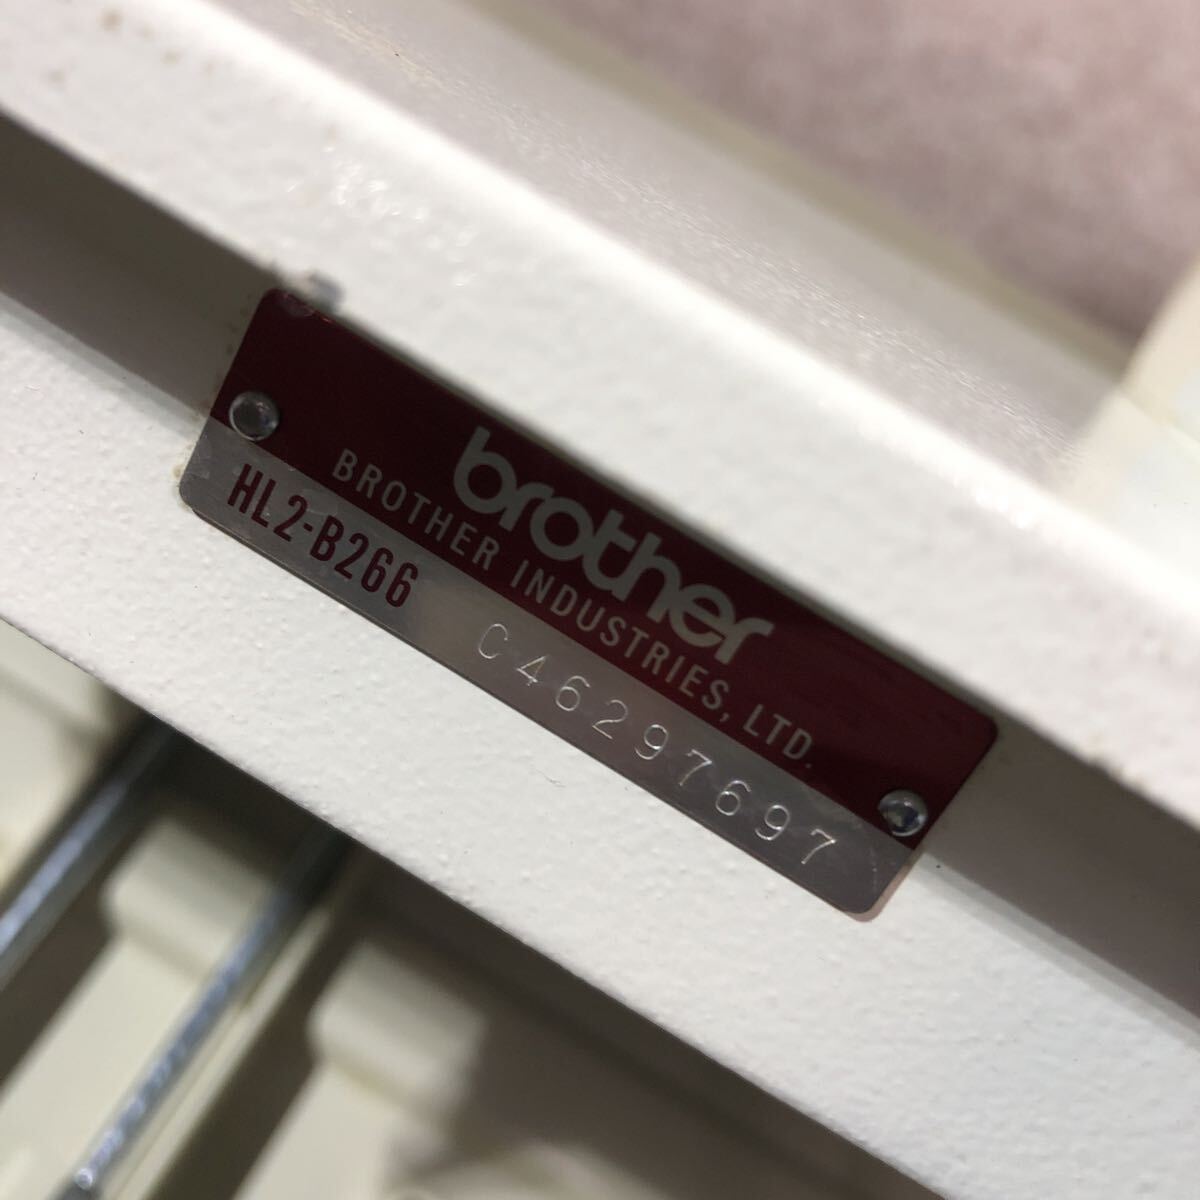 brother
BROTHER INDUSTRIES, LTD.
HL2-B266
C46297697